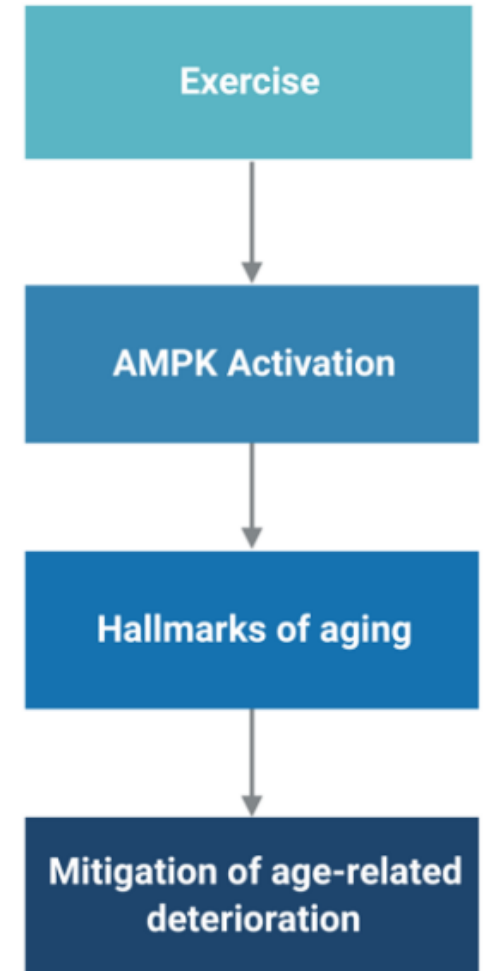 Exercise
AMPK Activation
Hallmarks of aging
Mitigation of age-related
deterioration